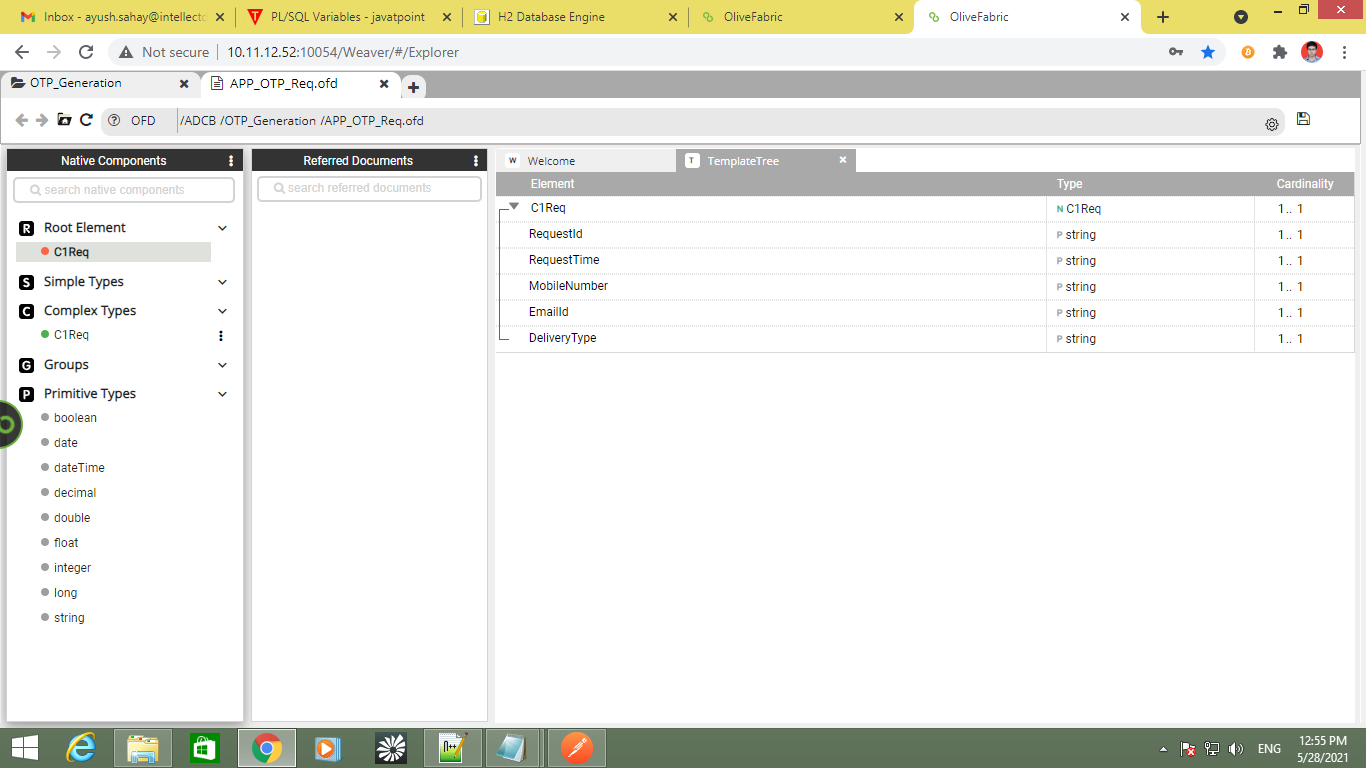 Inbox - ayush.sahay@intellect
PL/SQL Variables - javatpoint
H2 Database Engine
OliveFabric
OliveFabric
Not secure
10.11.12.52:10054/Weaver/#/Explorer
OTP_Generation
APP_OTP_Req.ofd
OFD
/ADCB /OTP_Generation /APP_OTP_Req.ofd
Native Components
Referred Documents
W Welcome
T TemplateTree
search native components
search referred documents
Element Type Cardinality
C1Req N C1Req 1.. 1
RequestId P string 1.. 1
RequestTime P string 1.. 1
MobileNumber P string 1.. 1
EmailId P string 1.. 1
DeliveryType P string 1.. 1
R Root Element
C1Req
S Simple Types
C Complex Types
C1Req
G Groups
P Primitive Types
boolean
date
dateTime
decimal
double
float
integer
long
string
ENG
12:55 PM
5/28/2021